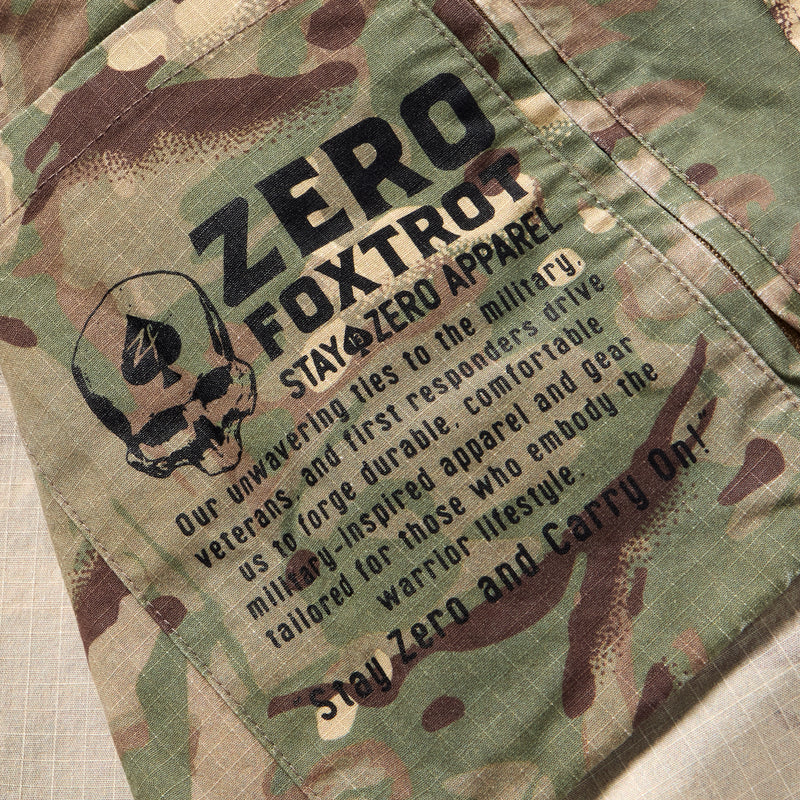 ZERO
FOXTROT
STAY ZERO APPAREL
Our unwavering ties to the military,
veterans, and first responders drive
us to forge durable, comfortable
military-inspired apparel and gear
tailored for those who embody the
warrior lifestyle.
"Stay Zero and Carry On!"